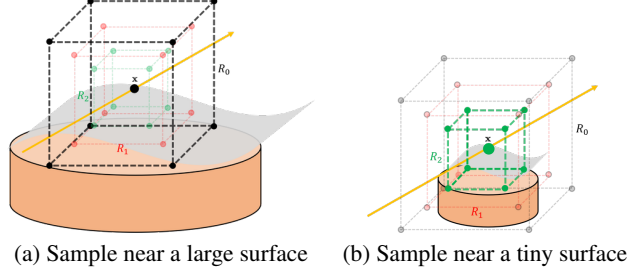 x
R₀
R₂
R₁
x
R₀
R₂
R₁
(a) Sample near a large surface
(b) Sample near a tiny surface